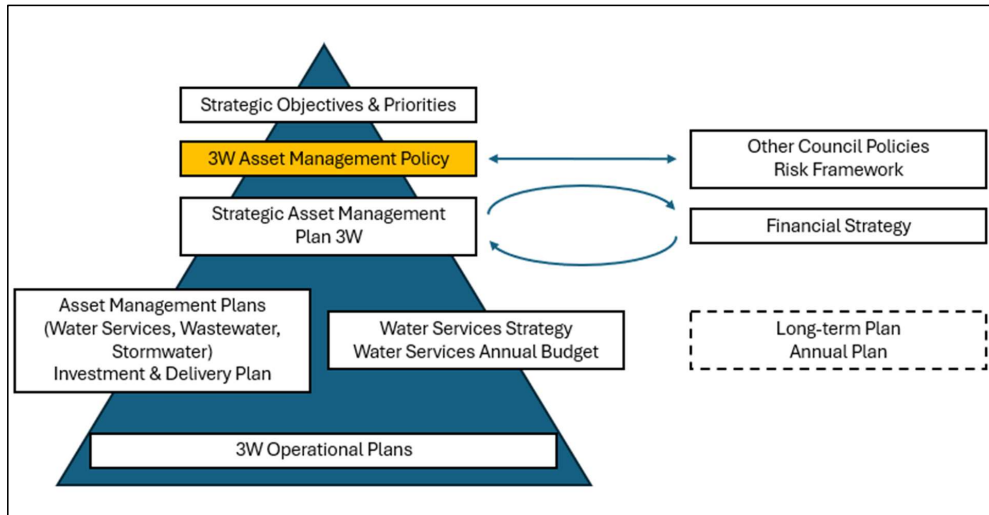 Strategic Objectives & Priorities
3W Asset Management Policy
Other Council Policies
Risk Framework
Strategic Asset Management
Plan 3W
Financial Strategy
Asset Management Plans
(Water Services, Wastewater,
Stormwater)
Investment & Delivery Plan
Water Services Strategy
Water Services Annual Budget
Long-term Plan
Annual Plan
3W Operational Plans